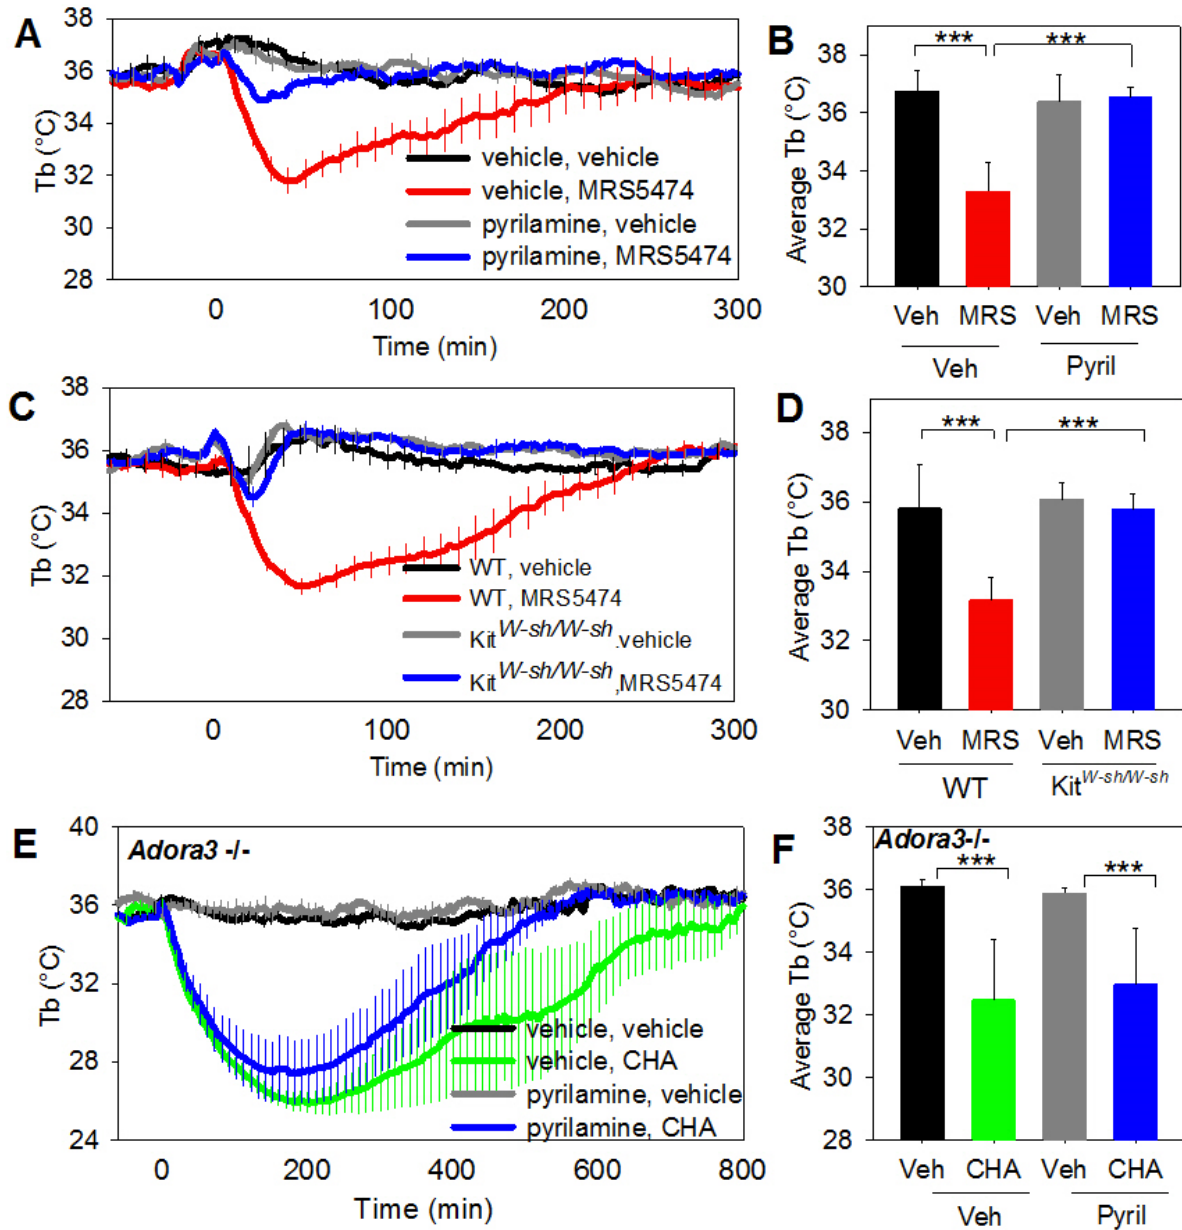 A
38
36
34
32
30
28
Tb (°C)
vehicle, vehicle
vehicle, MRS5474
pyrilamine, vehicle
pyrilamine, MRS5474
0 100 200 300
Time (min)
B
38
36
34
32
30
Average Tb (°C)
*** ***
Veh MRS Veh MRS
Veh Pyril
C
38
36
34
32
30
28
Tb (°C)
WT, vehicle
WT, MRS5474
Kit W-sh/W-sh .vehicle
Kit W-sh/W-sh ,MRS5474
0 100 200 300
Time (min)
D
38
36
34
32
30
Average Tb (°C)
*** ***
Veh MRS Veh MRS
WT Kit W-sh/W-sh
E
Adora3 -/-
40
36
32
28
24
Tb (°C)
vehicle, vehicle
vehicle, CHA
pyrilamine, vehicle
pyrilamine, CHA
0 200 400 600 800
Time (min)
F
Adora3-/-
38
36
34
32
30
28
Average Tb (°C)
*** ***
Veh CHA Veh CHA
Veh Pyril